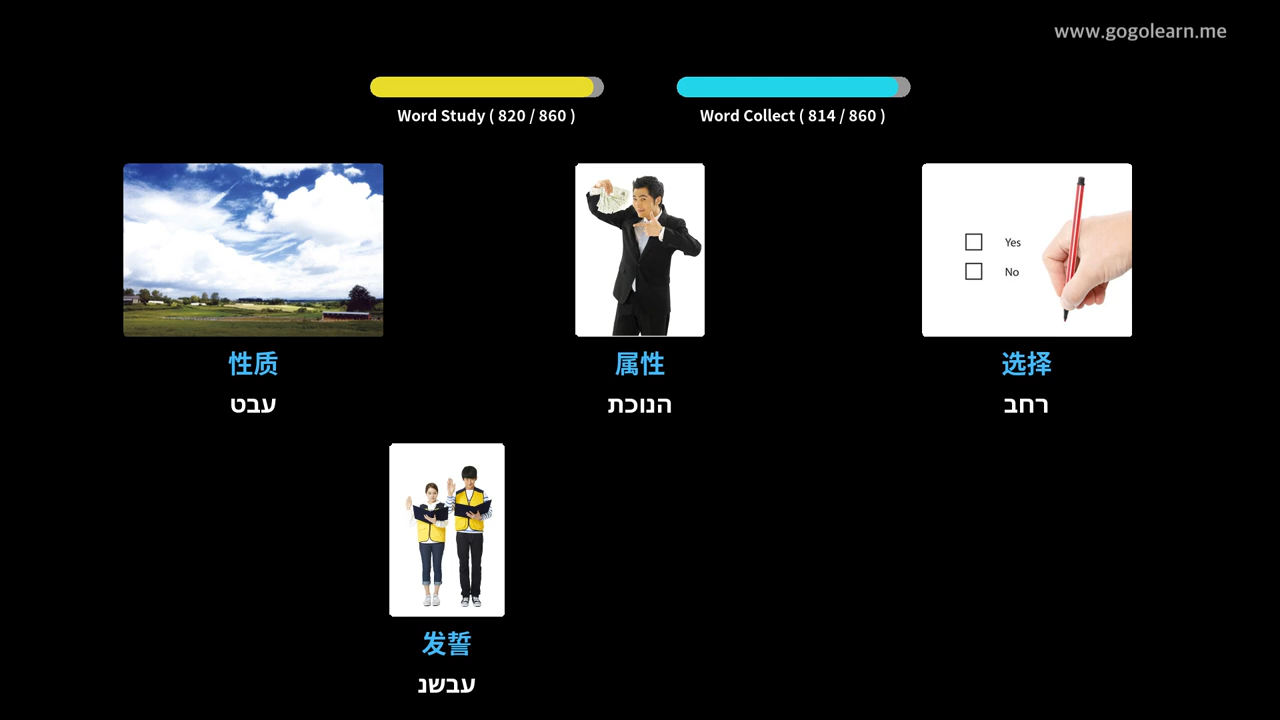 www.gogolearn.me
Word Study ( 820 / 860 )
Word Collect ( 814 / 860 )
性质
עבט
属性
הנוכת
选择
רחב
Yes
No
发誓
עבשנ